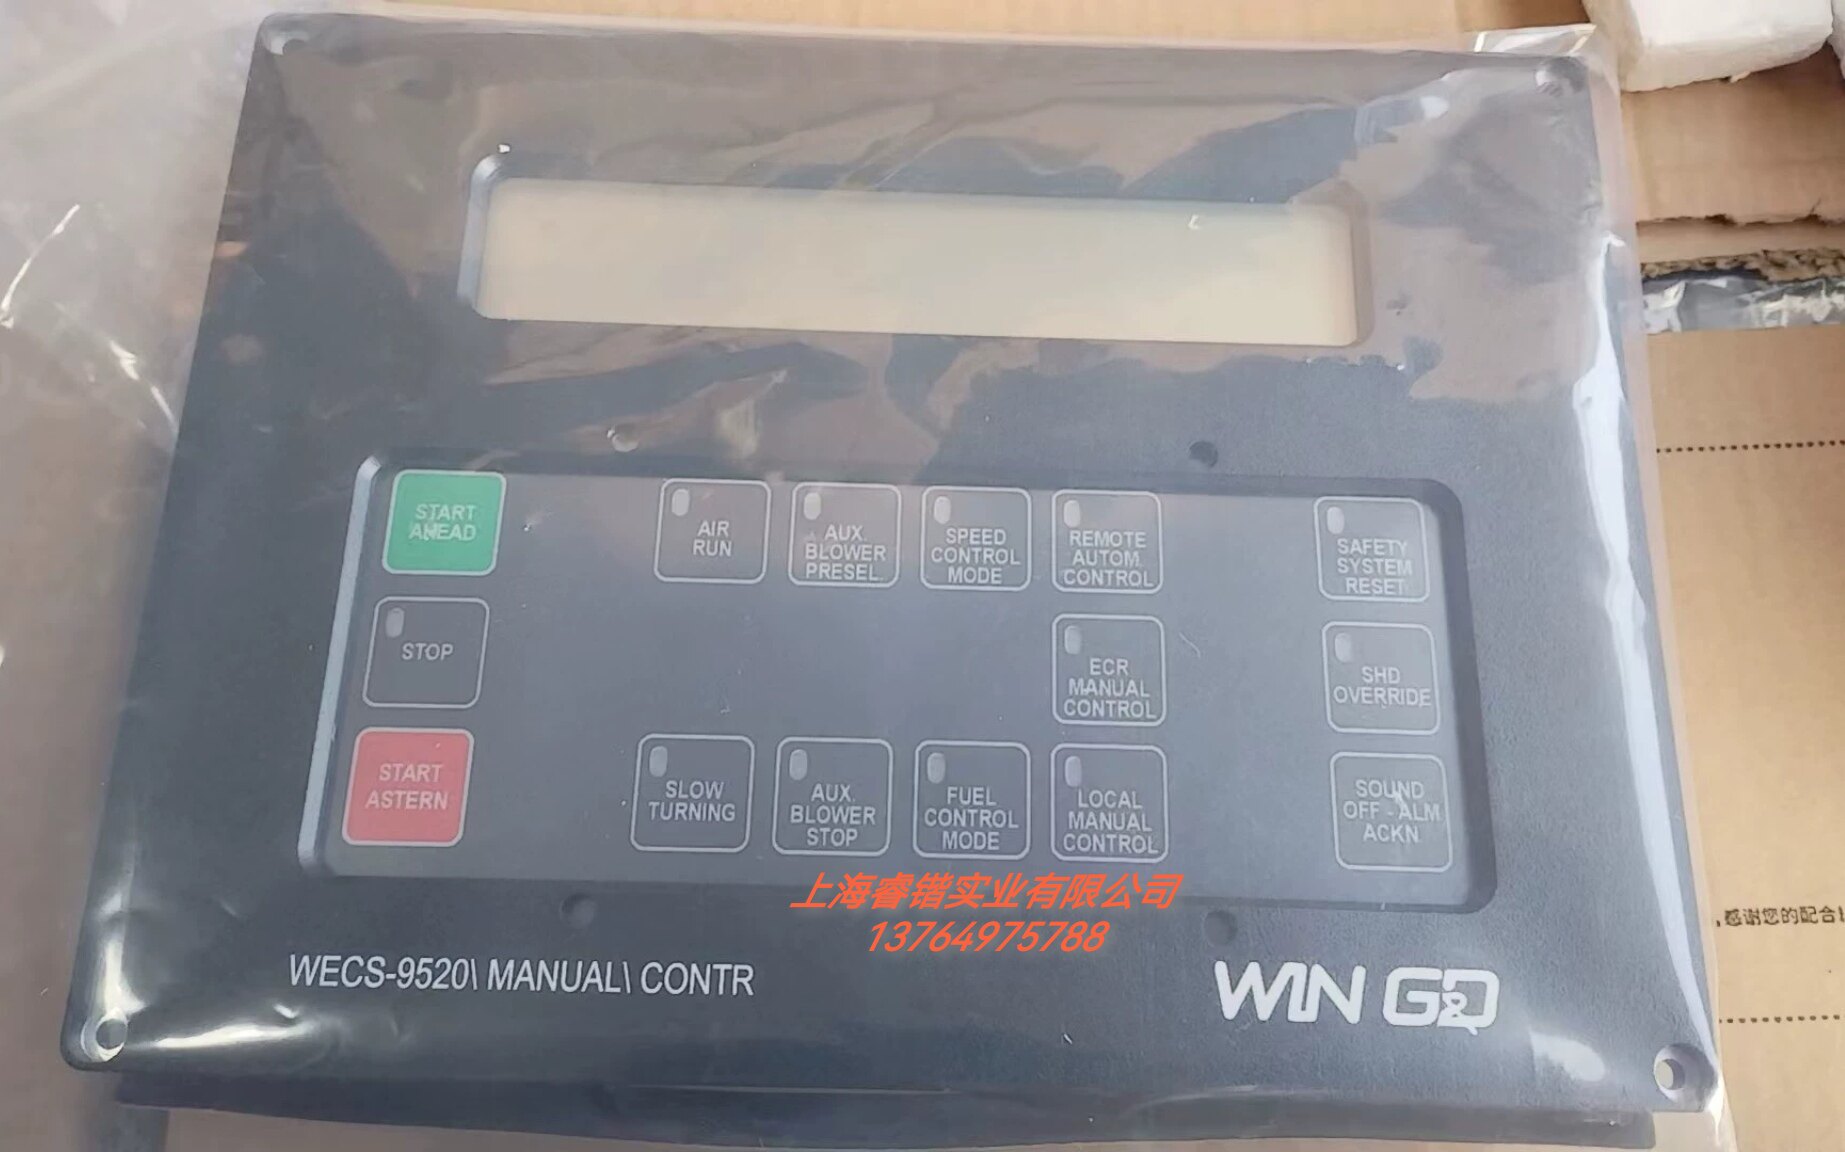 START
AHEAD
AIR
RUN
AUX.
BLOWER
PRESEL.
SPEED
CONTROL
MODE
REMOTE
AUTOM.
CONTROL
SAFETY
SYSTEM
RESET
STOP
ECR
MANUAL
CONTROL
SHD
OVERRIDE
START
ASTERN
SLOW
TURNING
AUX.
BLOWER
STOP
FUEL
CONTROL
MODE
LOCAL
MANUAL
CONTROL
SOUND
OFF - ALM
ACKN
上海睿锴实业有限公司
13764975788
,感谢您的配合
WECS-9520\ MANUAL\ CONTR
WIN G&D